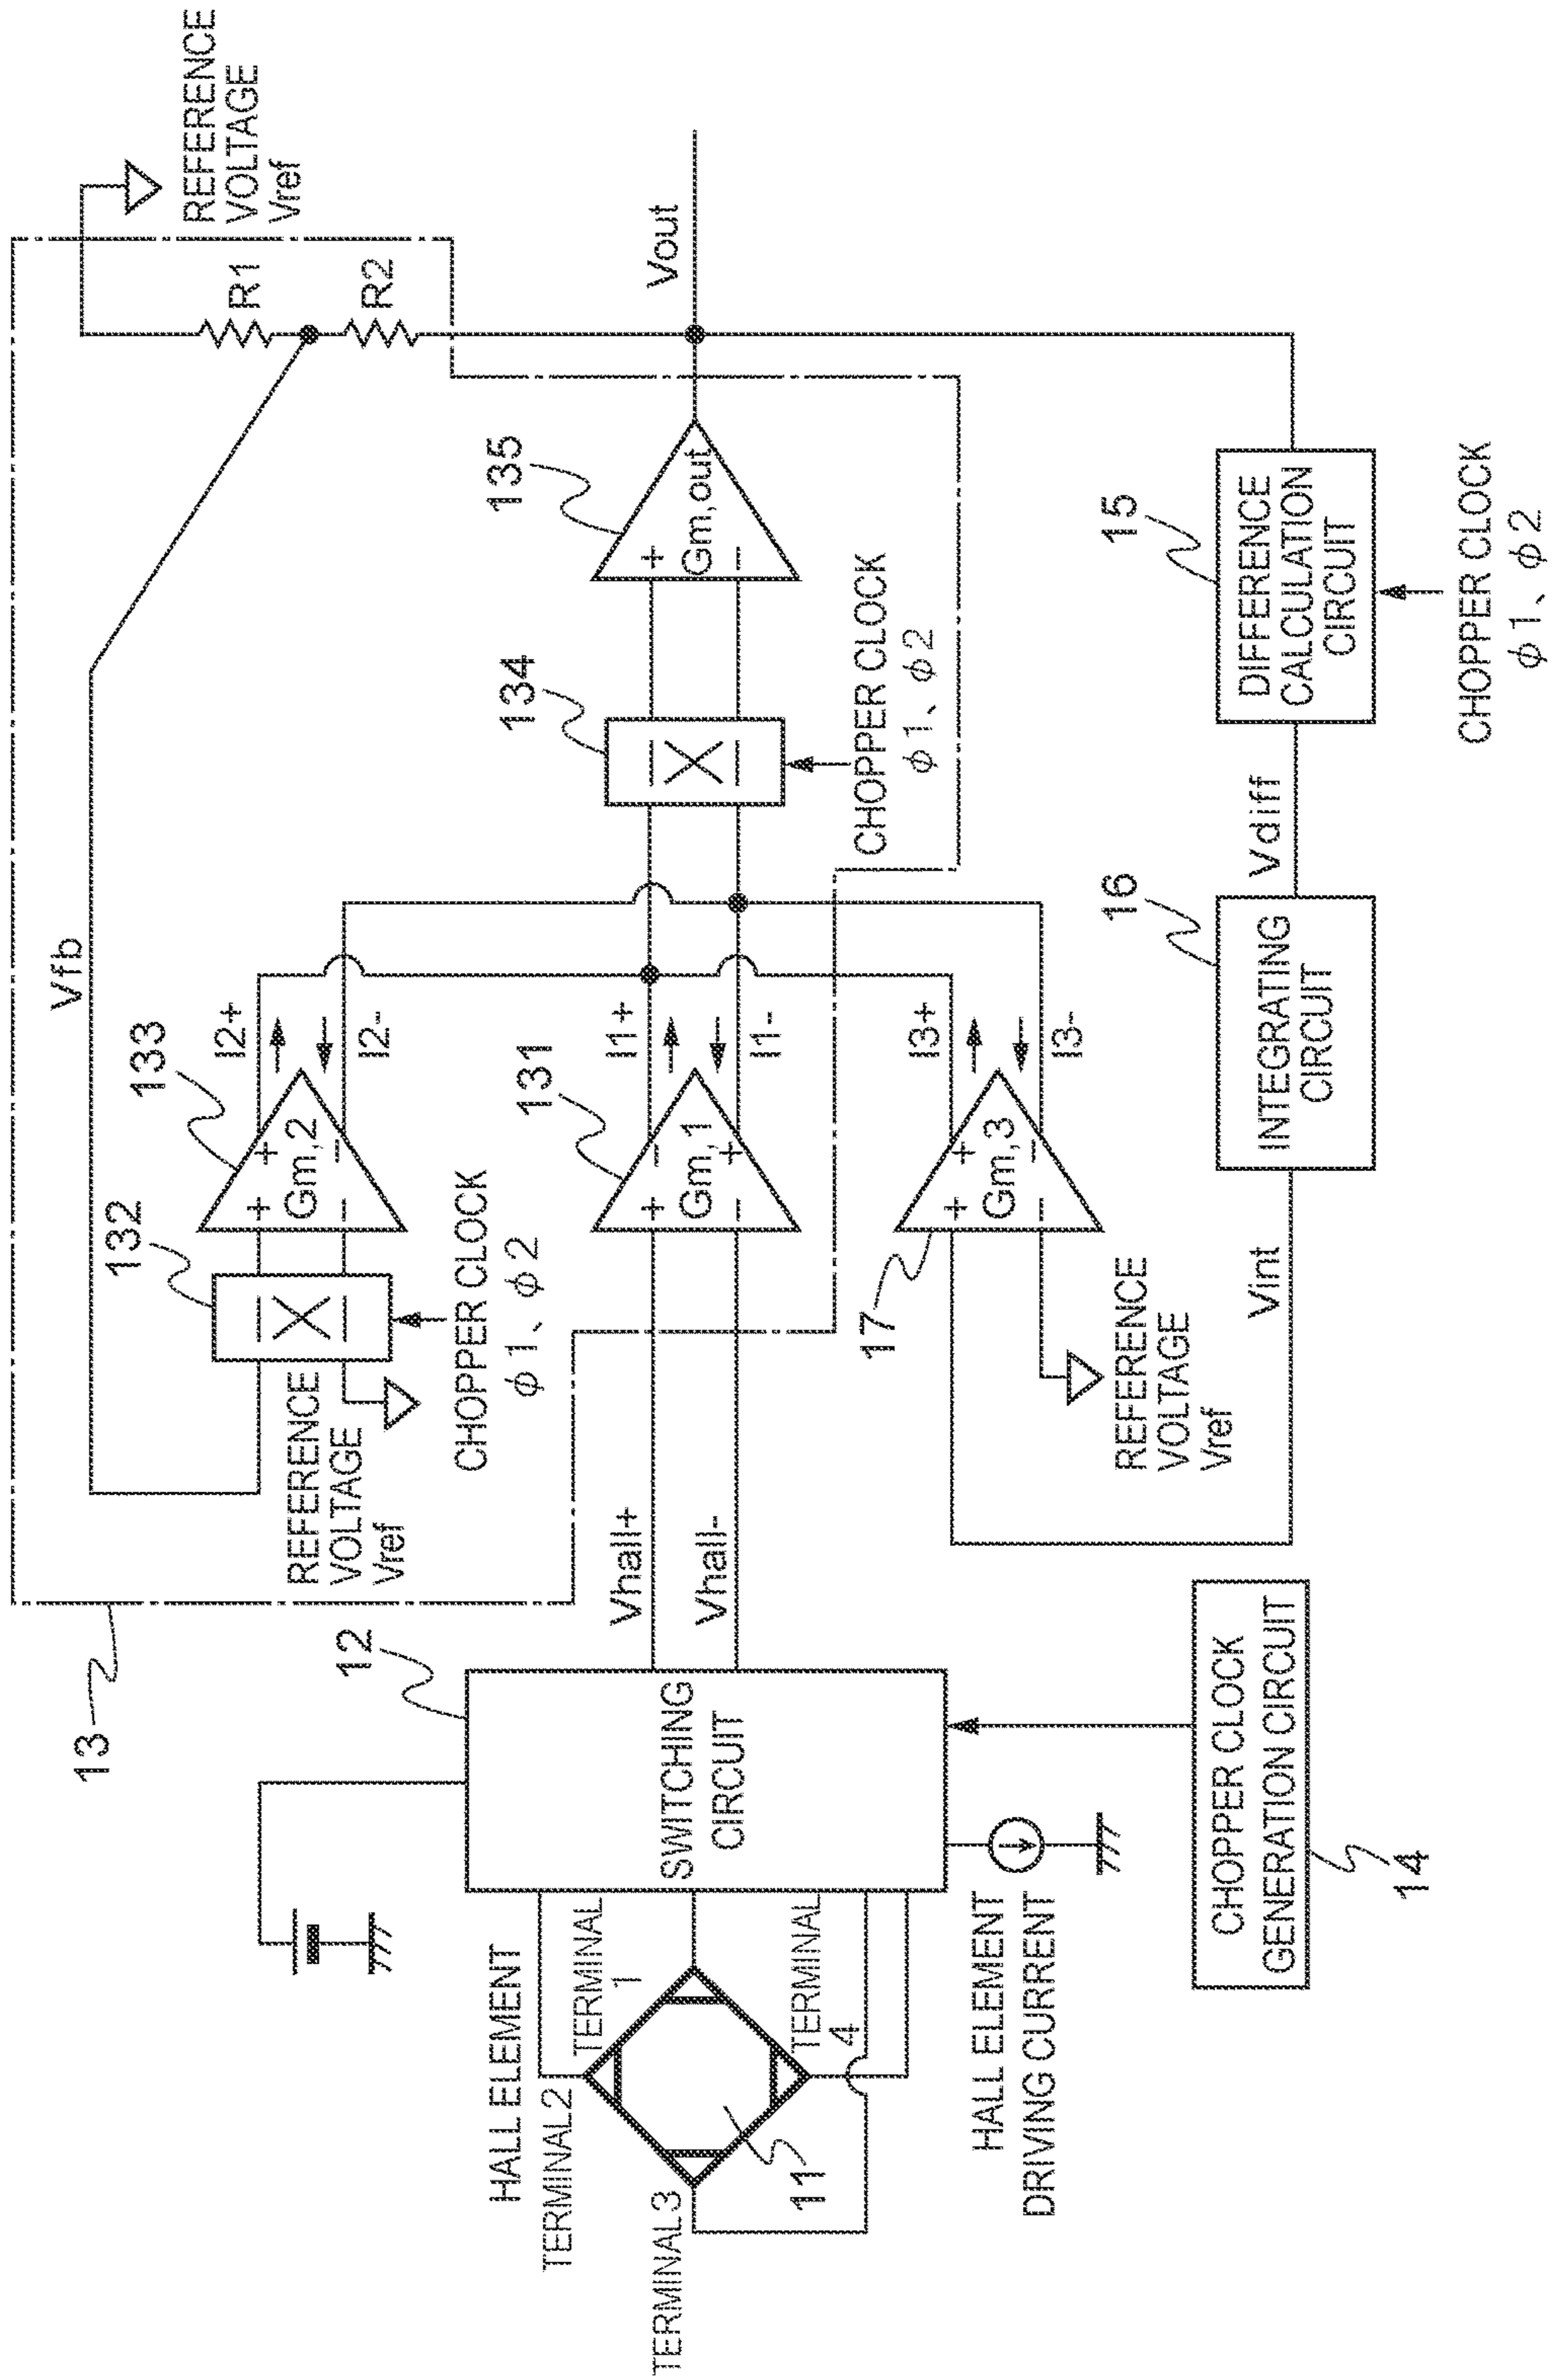 13
Vfb
REFERENCE
VOLTAGE
Vref
R1
R2
132
133
I2+
I2-
+
-
Gm,2
+
-
REFERENCE
VOLTAGE
Vref
CHOPPER CLOCK
φ1、φ2
HALL ELEMENT
TERMINAL2
TERMINAL
1
TERMINAL3
TERMINAL
4
11
12
SWITCHING
CIRCUIT
Vhall+
Vhall-
131
+
-
Gm,1
-
+
I1+
I1-
134
CHOPPER CLOCK
φ1、φ2
135
+
-
Gm,out
Vout
HALL ELEMENT
DRIVING CURRENT
17
+
-
Gm,3
+
-
I3+
I3-
REFERENCE
VOLTAGE
Vref
14
CHOPPER CLOCK
GENERATION CIRCUIT
Vint
16
INTEGRATING
CIRCUIT
Vdiff
15
DIFFERENCE
CALCULATION
CIRCUIT
CHOPPER CLOCK
φ1、φ2